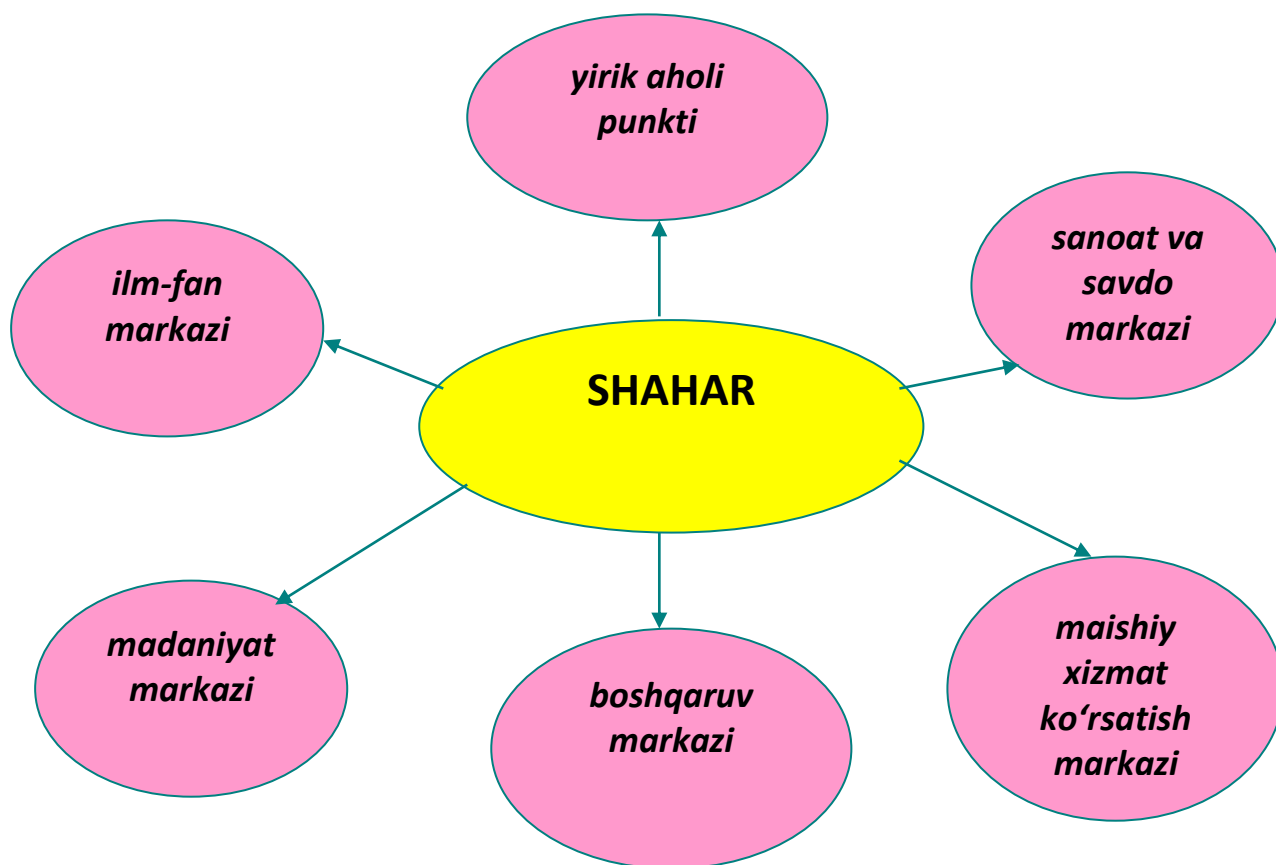 yirik aholi
punkti
sanoat va
savdo
markazi
ilm-fan
markazi
SHAHAR
madaniyat
markazi
boshqaruv
markazi
maishiy
xizmat
ko‘rsatish
markazi